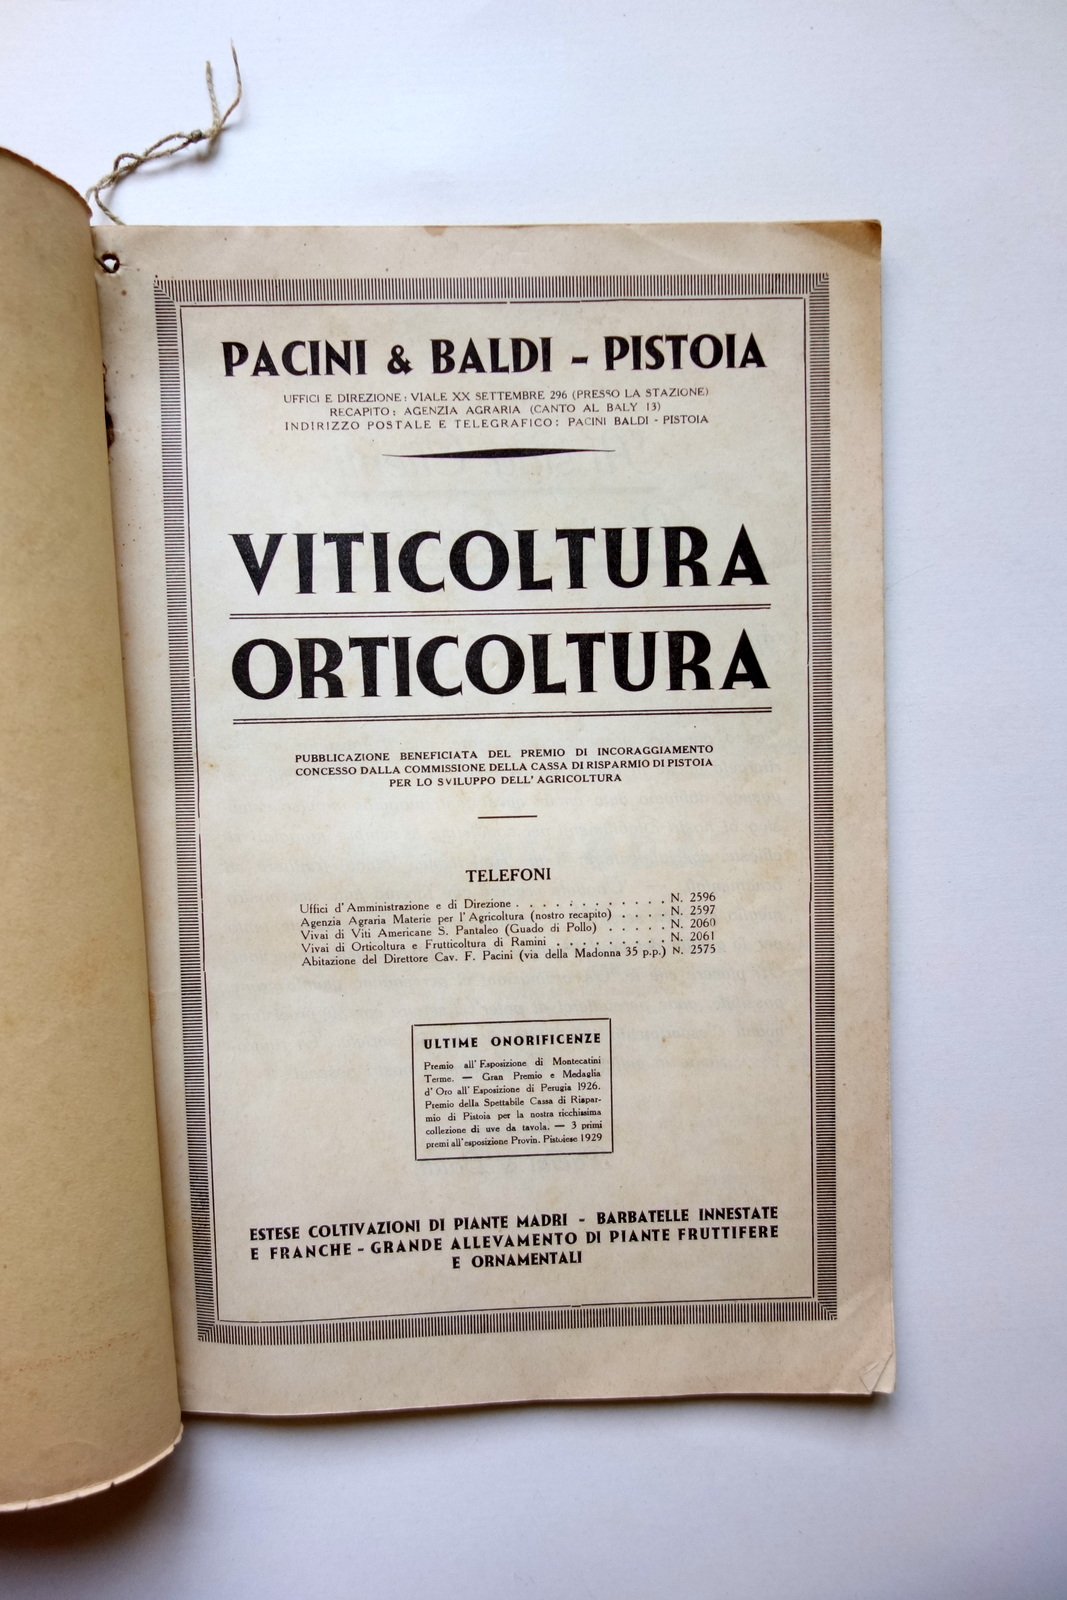 PACINI & BALDI - PISTOIA
UFFICI E DIREZIONE: VIALE XX SETTEMBRE 296 (PRESSO LA STAZIONE)
RECAPITO: AGENZIA AGRARIA (CANTO AL BALY 13)
INDIRIZZO POSTALE E TELEGRAFICO: PACINI BALDI - PISTOIA
VITICOLTURA
ORTICOLTURA
PUBBLICAZIONE BENEFICIATA DEL PREMIO DI INCORAGGIAMENTO
CONCESSO DALLA COMMISSIONE DELLA CASSA DI RISPARMIO DI PISTOIA
PER LO SVILUPPO DELL' AGRICOLTURA
TELEFONI
Uffici d' Amministrazione e di Direzione . . . . . . . . . . . . N. 2596
Agenzia Agraria Materie per l' Agricoltura (nostro recapito) . . . . N. 2597
Vivai di Viti Americane S. Pantaleo (Guado di Pollo) . . . . . N. 2060
Vivai di Orticoltura e Frutticoltura di Ramini . . . . . . . . . N. 2061
Abitazione del Direttore Cav. F. Pacini (via della Madonna 35 p.p.) N. 2575
ULTIME ONORIFICENZE
Premio all' Esposizione di Montecatini
Terme. — Gran Premio e Medaglia
d' Oro all' Esposizione di Perugia 1926.
Premio della Spettabile Cassa di Rispar-
mio di Pistoia per la nostra ricchissima
collezione di uve da tavola. — 3 primi
premi all'esposizione Provin. Pistoiese 1929
ESTESE COLTIVAZIONI DI PIANTE MADRI - BARBATELLE INNESTATE
E FRANCHE - GRANDE ALLEVAMENTO DI PIANTE FRUTTIFERE
E ORNAMENTALI